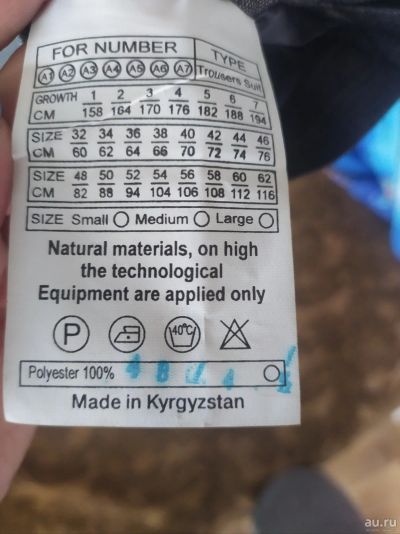 FOR NUMBER TYPE
A1 A2 A3 A4 A5 A6 A7 Trousers Suit
GROWTH 1 2 3 4 5 6 7
CM 158 164 170 176 182 188 194
SIZE 32 34 36 38 40 42 44 46
CM 60 62 64 66 70 72 74 76
SIZE 48 50 52 54 56 58 60 62
CM 82 88 94 104 106 108 112 116
SIZE Small Medium Large
Natural materials, on high
the technological
Equipment are applied only
P 40°C
Polyester 100% 48
Made in Kyrgyzstan
au.ru